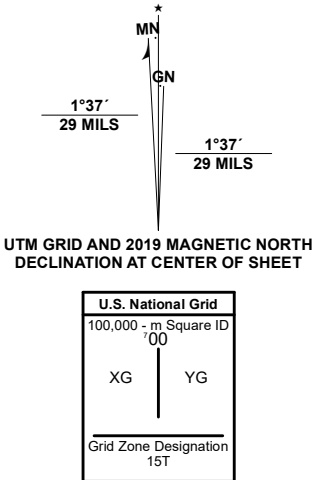 ★
MN
GN
1°37´
29 MILS
1°37´
29 MILS
UTM GRID AND 2019 MAGNETIC NORTH
DECLINATION AT CENTER OF SHEET
U.S. National Grid
100,000 - m Square ID
⁷00
XG YG
Grid Zone Designation
15T